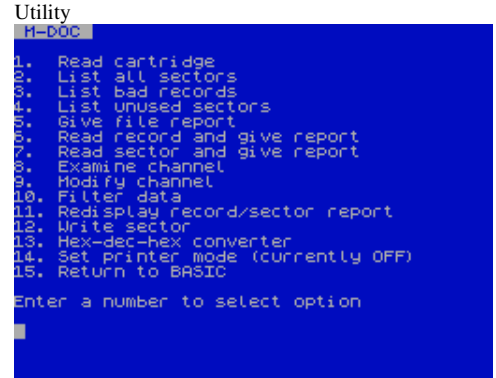 Utility
M-DOC
1. Read cartridge
2. List all sectors
3. List bad records
4. List unused sectors
5. Give file report
6. Read record and give report
7. Read sector and give report
8. Examine channel
9. Modify channel
10. Filter data
11. Redisplay record/sector report
12. Write sector
13. Hex-dec-hex converter
14. Set printer mode (currently OFF)
15. Return to BASIC
Enter a number to select option